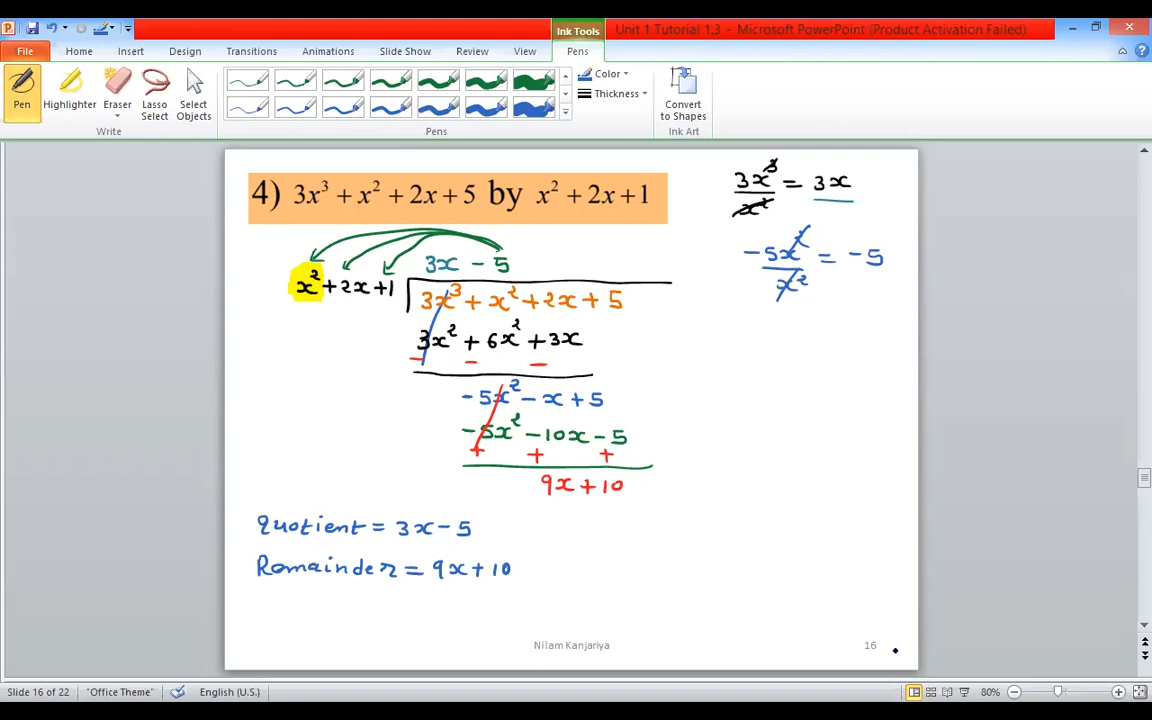 Ink Tools
Unit 1 Tutorial 1.3 - Microsoft PowerPoint (Product Activation Failed)
File Home Insert Design Transitions Animations Slide Show Review View Pens
Pen Highlighter Eraser Lasso Select Select Objects
Color
Thickness
Convert to Shapes
Write Pens Ink Art
4) 3x³ + x² + 2x + 5 by x² + 2x + 1
3x³/x² = 3x
-5x²/x² = -5
3x - 5
x² + 2x + 1
3x³ + x² + 2x + 5
3x² + 6x² + 3x
- - -
-5x² - x + 5
-5x² - 10x - 5
+ + +
9x + 10
Quotient = 3x - 5
Remainder = 9x + 10
Nilam Kanjariya
16
Slide 16 of 22 "Office Theme" English (U.S.) 80%